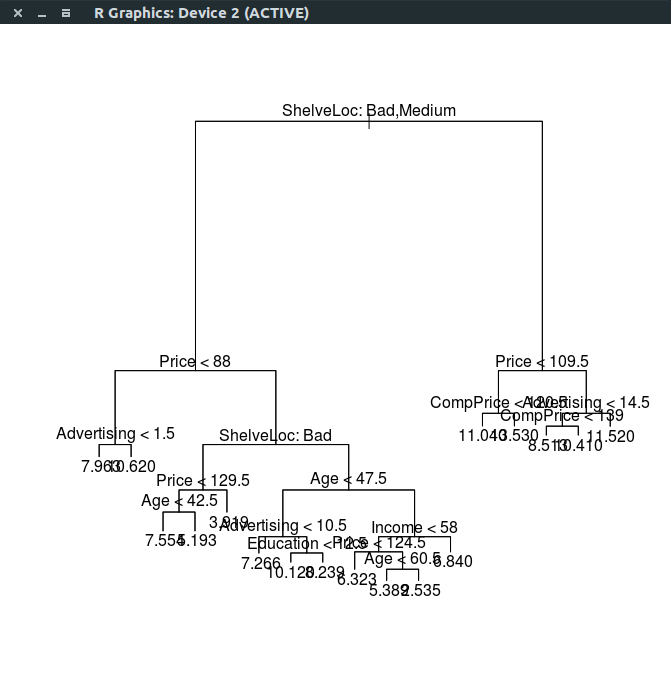 R Graphics: Device 2 (ACTIVE)
ShelveLoc: Bad,Medium
Price < 88
Price < 109.5
CompPrice < 120.5
Advertising < 14.5
CompPrice < 139
Advertising < 1.5
ShelveLoc: Bad
11.040
13.530
11.520
8.513
10.410
7.963
10.620
Price < 129.5
Age < 47.5
Age < 42.5
3.919
Advertising < 10.5
Income < 58
7.554
5.193
Education <
Price < 124.5
7.266
Age < 60.5
6.840
10.120
8.239
6.323
5.389
2.535